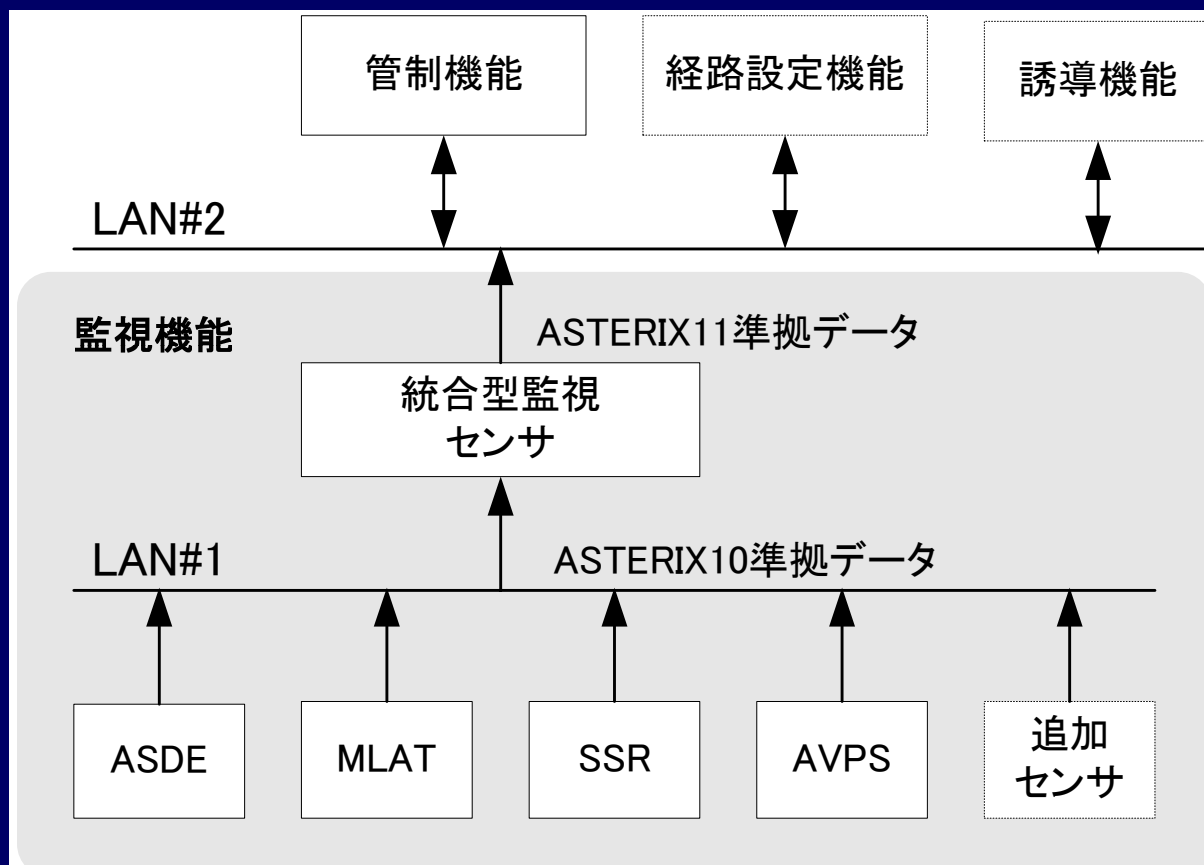 管制機能
経路設定機能
誘導機能
LAN#2
監視機能
ASTERIX11準拠データ
統合型監視
センサ
LAN#1
ASTERIX10準拠データ
ASDE
MLAT
SSR
AVPS
追加
センサ